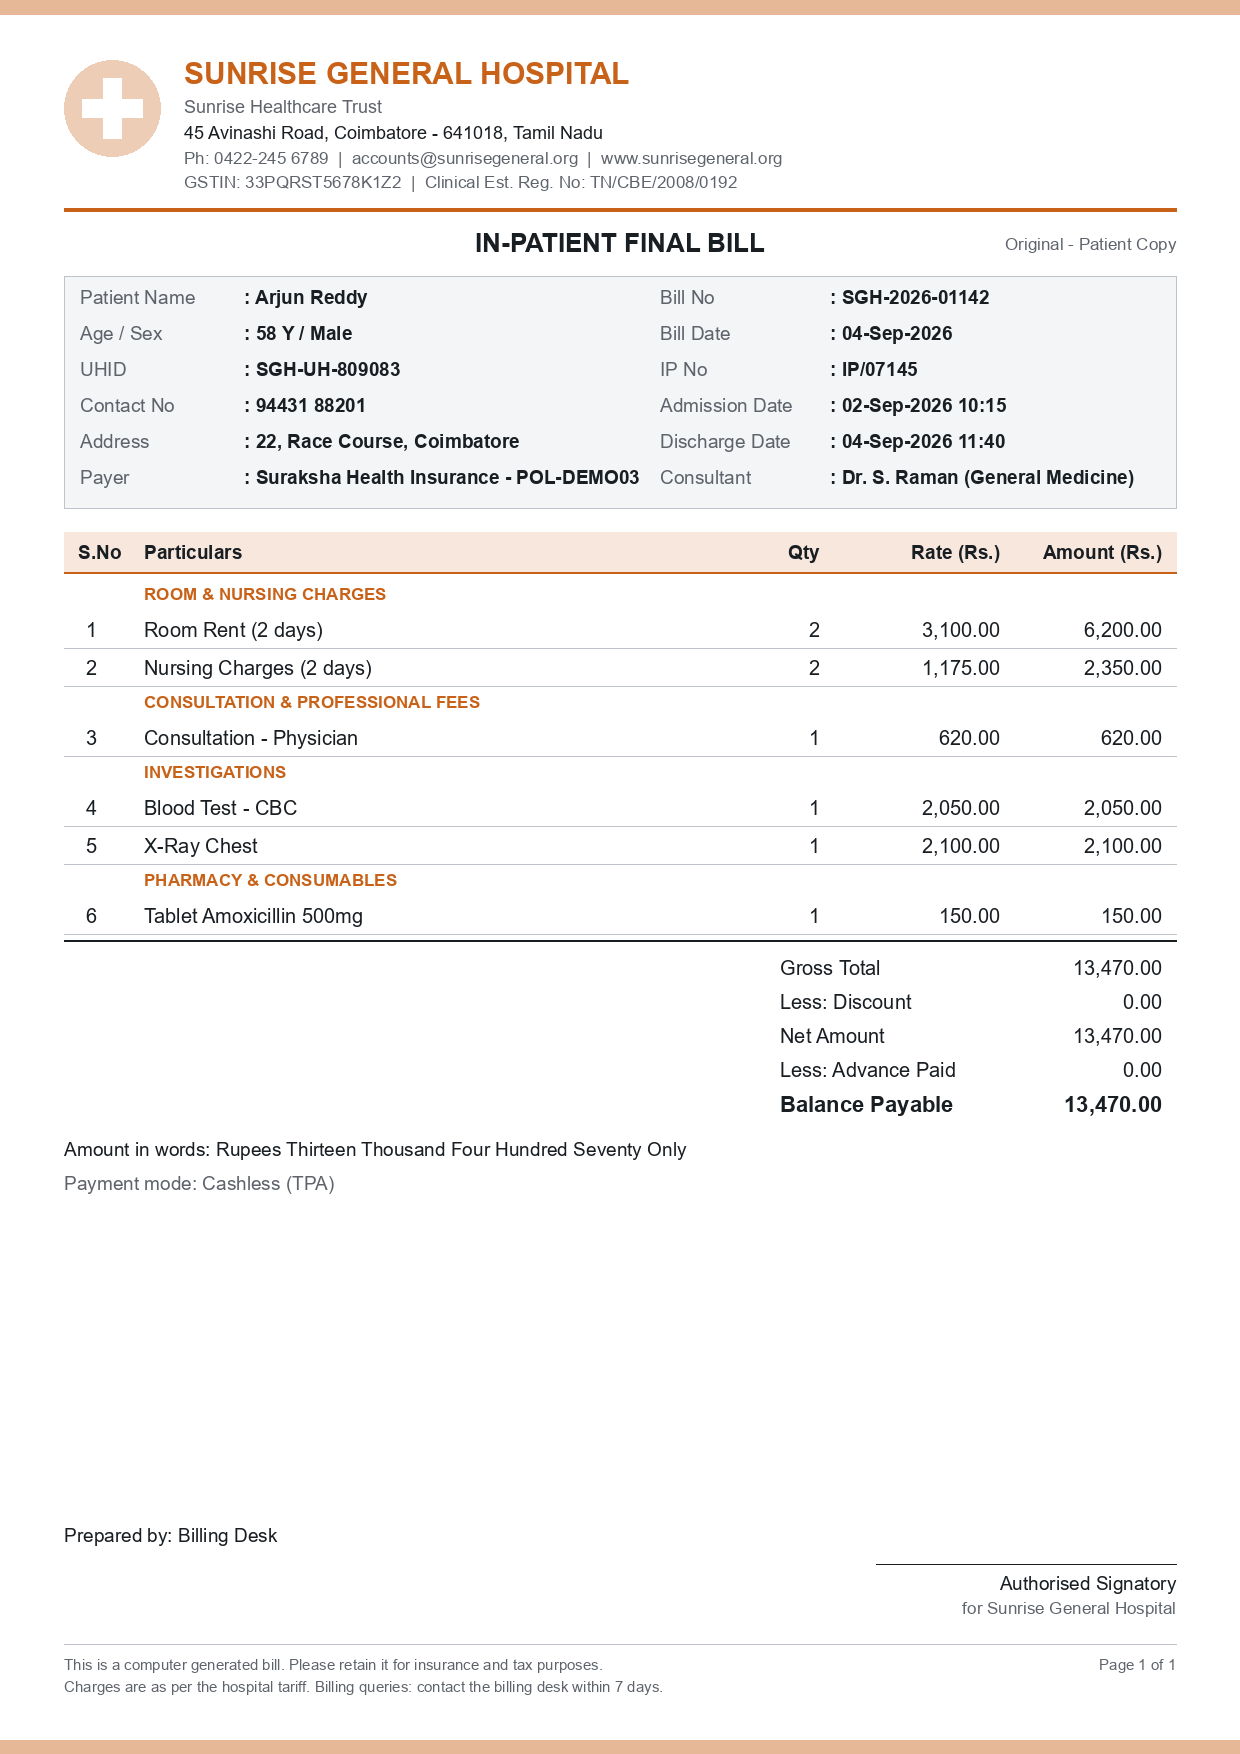 SUNRISE GENERAL HOSPITAL
Sunrise Healthcare Trust
45 Avinashi Road, Coimbatore - 641018, Tamil Nadu
Ph: 0422-245 6789 | accounts@sunrisegeneral.org | www.sunrisegeneral.org
GSTIN: 33PQRST5678K1Z2 | Clinical Est. Reg. No: TN/CBE/2008/0192
IN-PATIENT FINAL BILL Original - Patient Copy
Patient Name : Arjun Reddy Bill No : SGH-2026-01142
Age / Sex : 58 Y / Male Bill Date : 04-Sep-2026
UHID : SGH-UH-809083 IP No : IP/07145
Contact No : 94431 88201 Admission Date : 02-Sep-2026 10:15
Address : 22, Race Course, Coimbatore Discharge Date : 04-Sep-2026 11:40
Payer : Suraksha Health Insurance - POL-DEMO03 Consultant : Dr. S. Raman (General Medicine)
S.No Particulars Qty Rate (Rs.) Amount (Rs.)
ROOM & NURSING CHARGES
1 Room Rent (2 days) 2 3,100.00 6,200.00
2 Nursing Charges (2 days) 2 1,175.00 2,350.00
CONSULTATION & PROFESSIONAL FEES
3 Consultation - Physician 1 620.00 620.00
INVESTIGATIONS
4 Blood Test - CBC 1 2,050.00 2,050.00
5 X-Ray Chest 1 2,100.00 2,100.00
PHARMACY & CONSUMABLES
6 Tablet Amoxicillin 500mg 1 150.00 150.00
Gross Total 13,470.00
Less: Discount 0.00
Net Amount 13,470.00
Less: Advance Paid 0.00
Balance Payable 13,470.00
Amount in words: Rupees Thirteen Thousand Four Hundred Seventy Only
Payment mode: Cashless (TPA)
Prepared by: Billing Desk
Authorised Signatory
for Sunrise General Hospital
This is a computer generated bill. Please retain it for insurance and tax purposes. Page 1 of 1
Charges are as per the hospital tariff. Billing queries: contact the billing desk within 7 days.